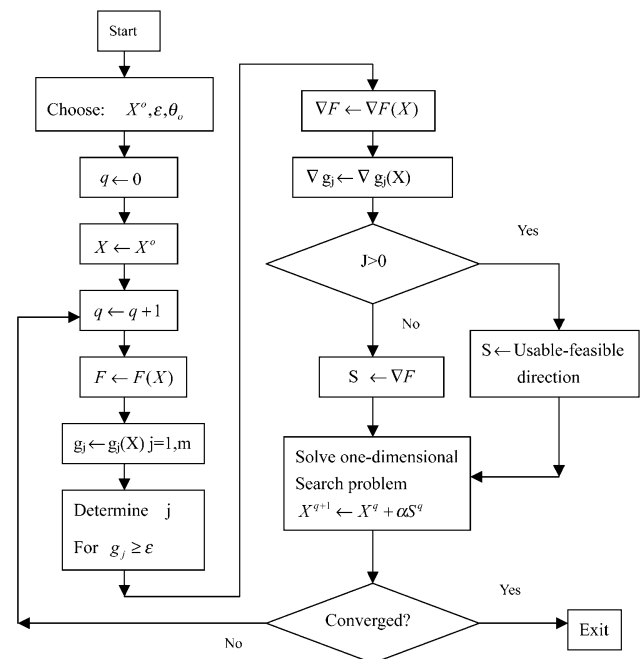 Start
Choose: X^o,ε,θ_o
q←0
X←X^o
q←q+1
F←F(X)
g_j←g_j(X) j=1,m
Determine j
For g_j≥ε
∇F←∇F(X)
∇ g_j←∇ g_j(X)
J>0
Yes
No
S ←∇F
S←Usable-feasible
direction
Solve one-dimensional
Search problem
X^{q+1}←X^q+αS^q
Converged?
Yes
No
Exit